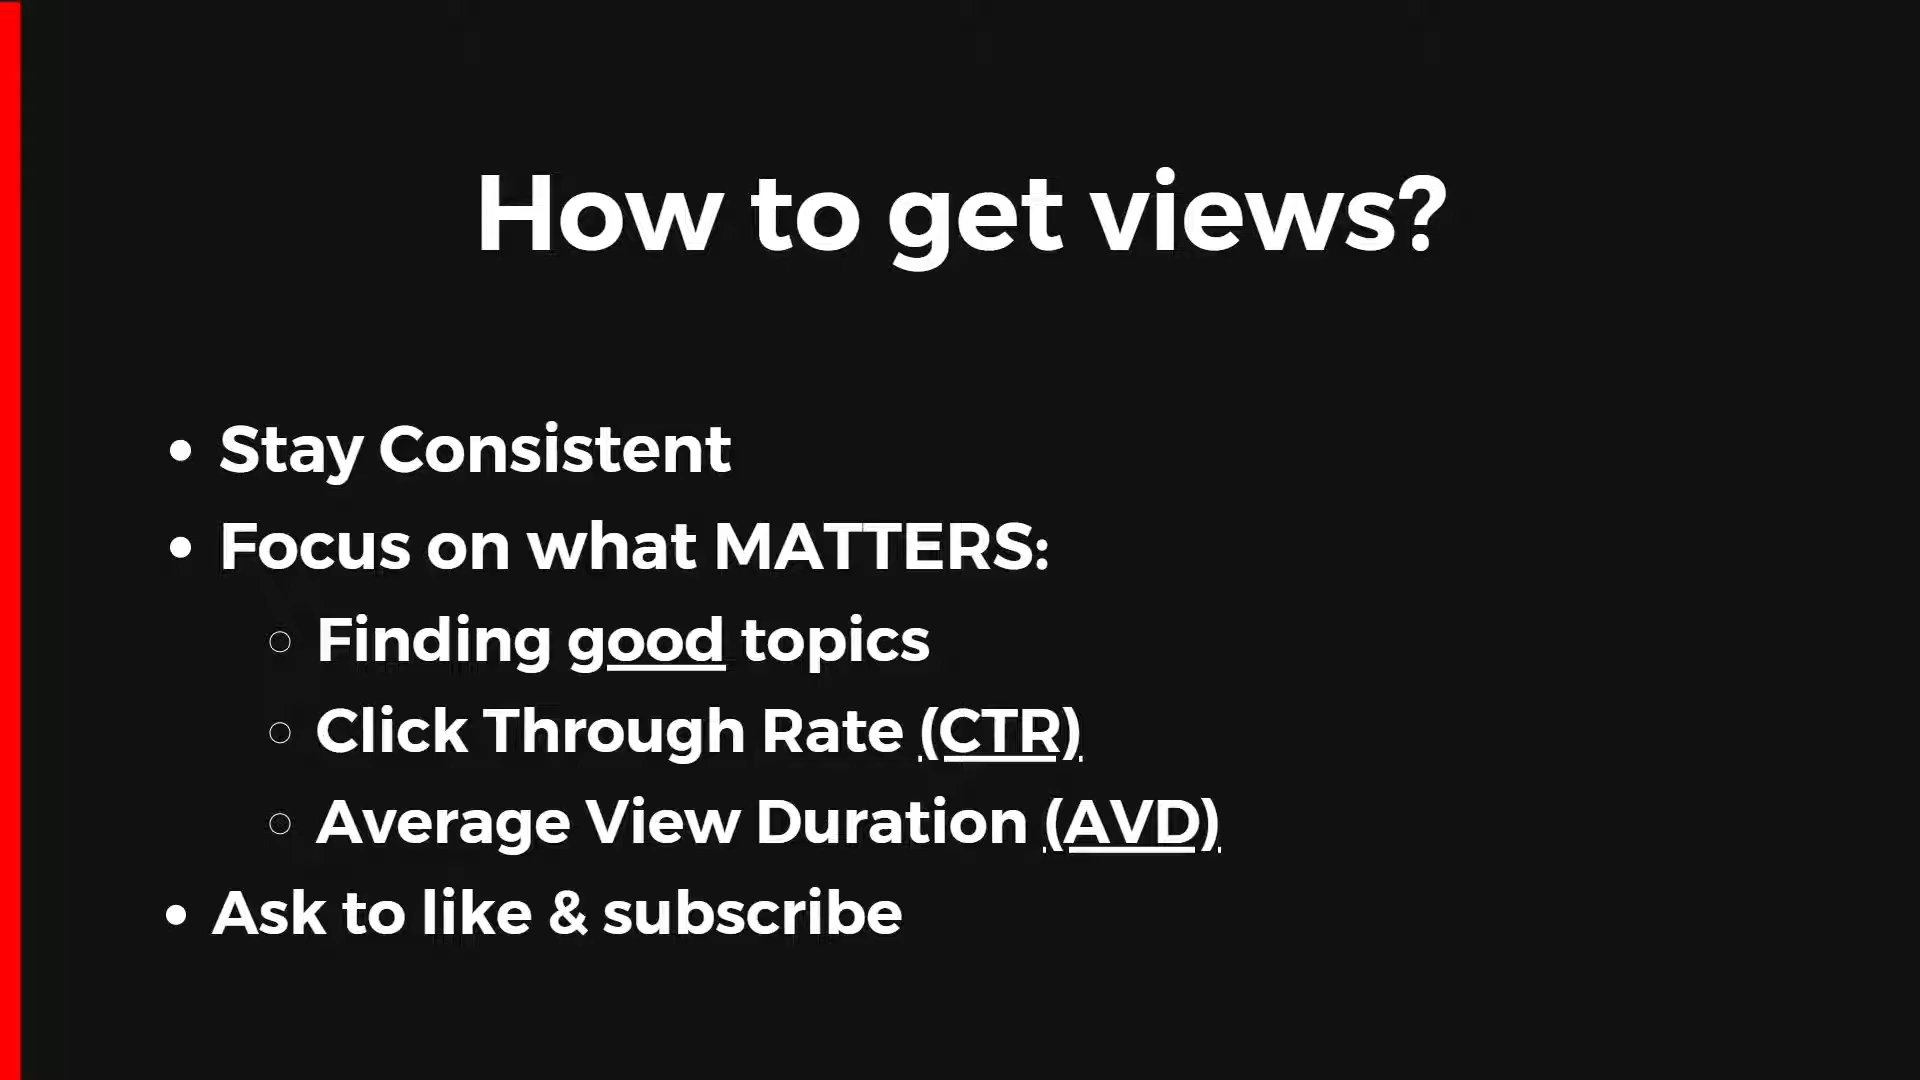 How to get views?
• Stay Consistent
• Focus on what MATTERS:
○ Finding good topics
○ Click Through Rate (CTR)
○ Average View Duration (AVD)
• Ask to like & subscribe